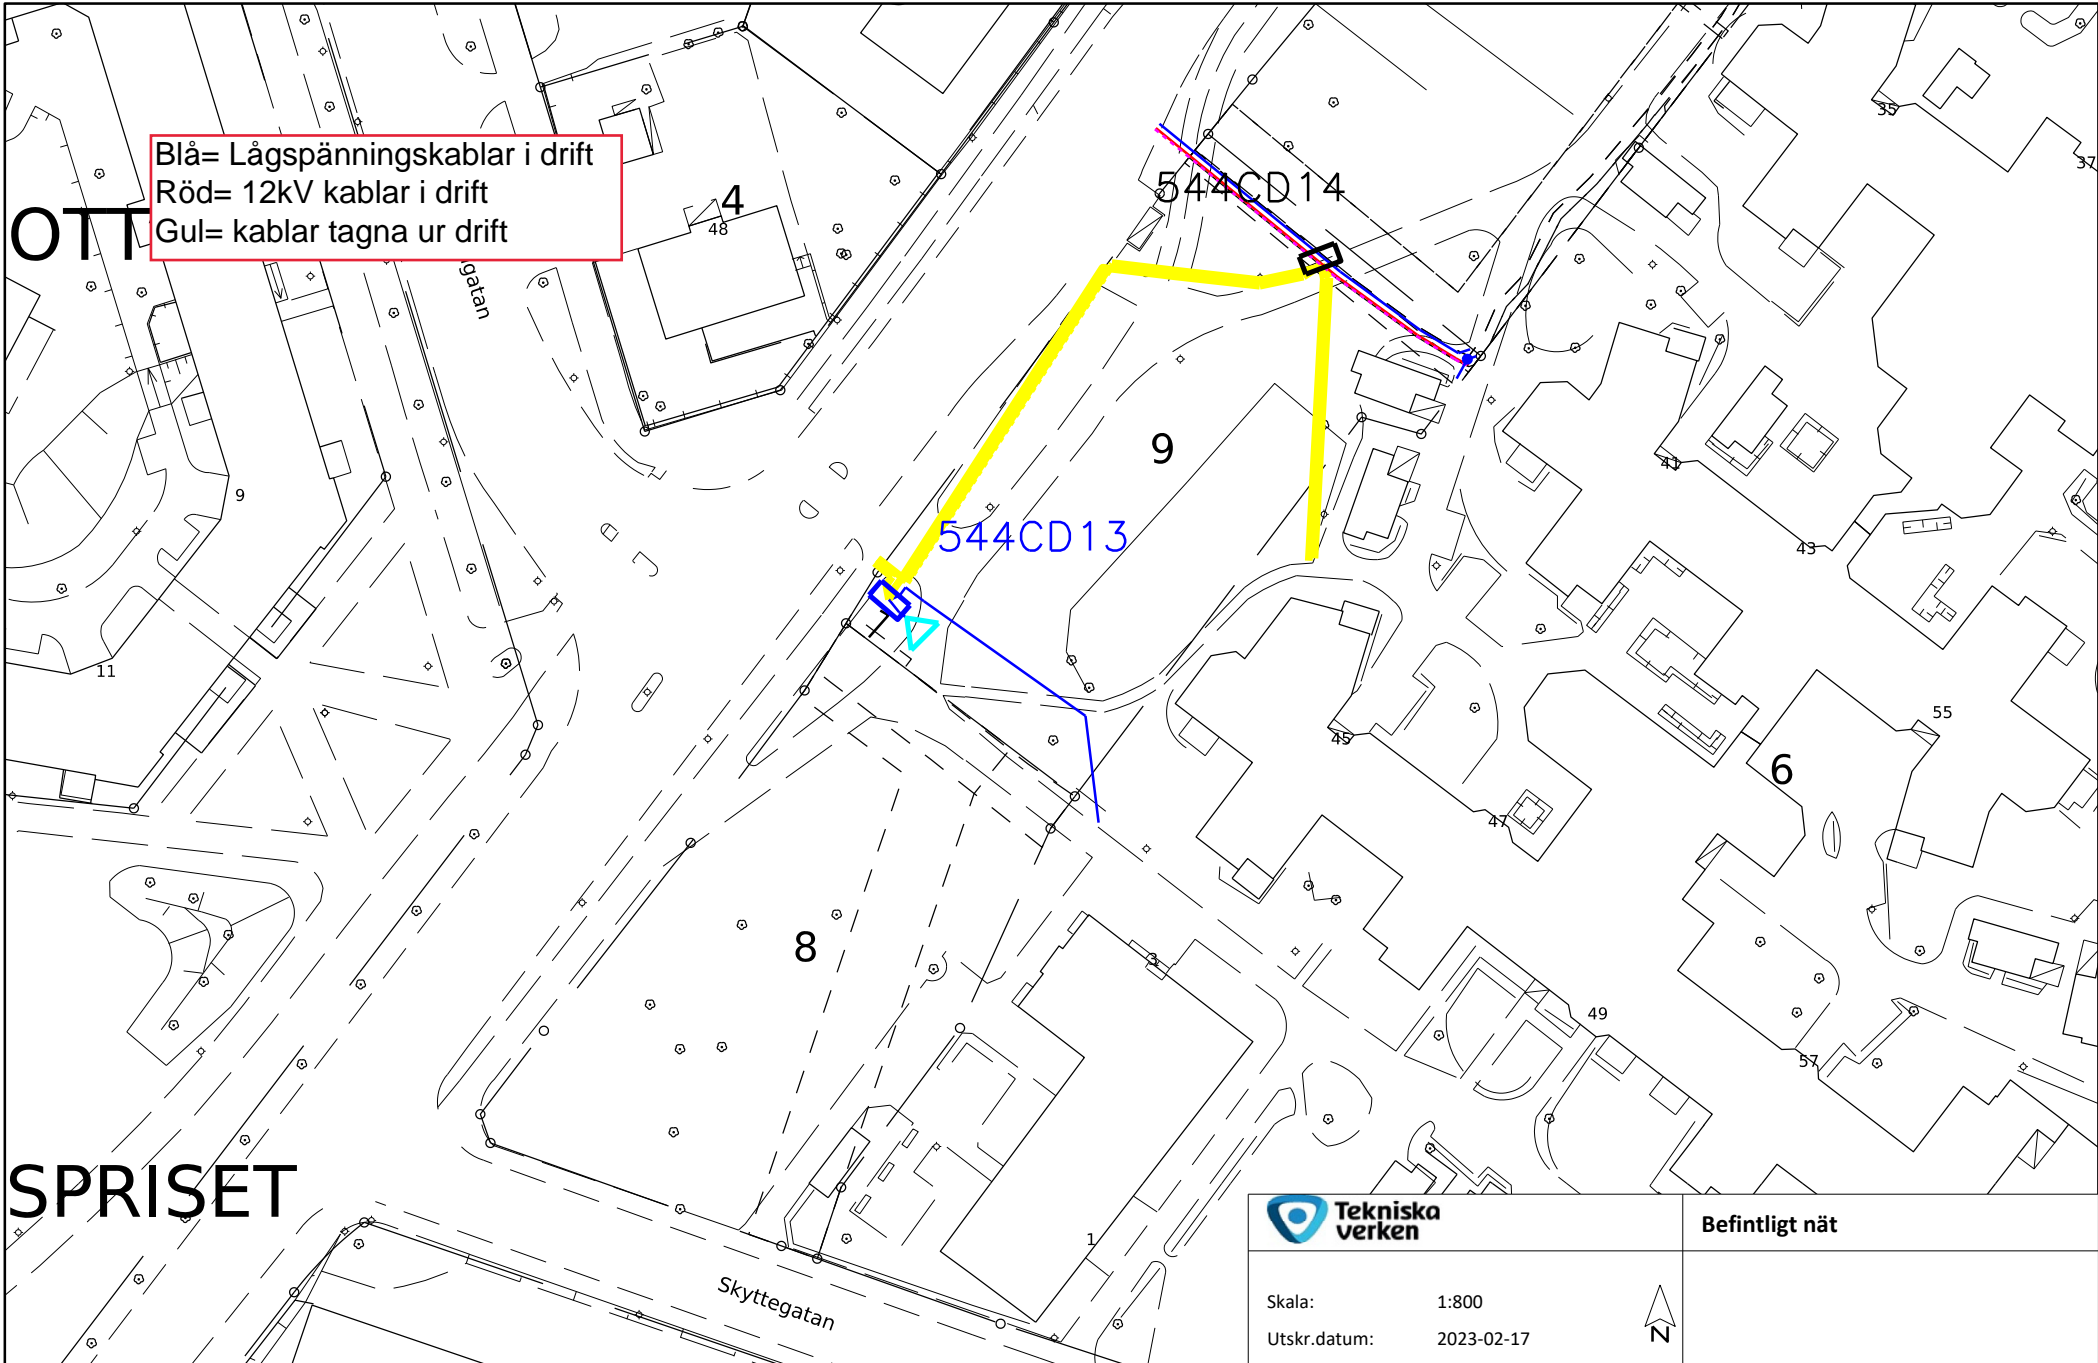 35
37
Blå= Lågspänningskablar i drift
Röd= 12kV kablar i drift
Gul= kablar tagna ur drift
544CD14
4
48
OTT
gatan
9
41
9
544CD13
43
11
55
45
6
47
8
3
49
57
SPRISET
1
Skyttegatan
Tekniska
verken
Befintligt nät
Skala: 1:800
Utskr.datum: 2023-02-17
N